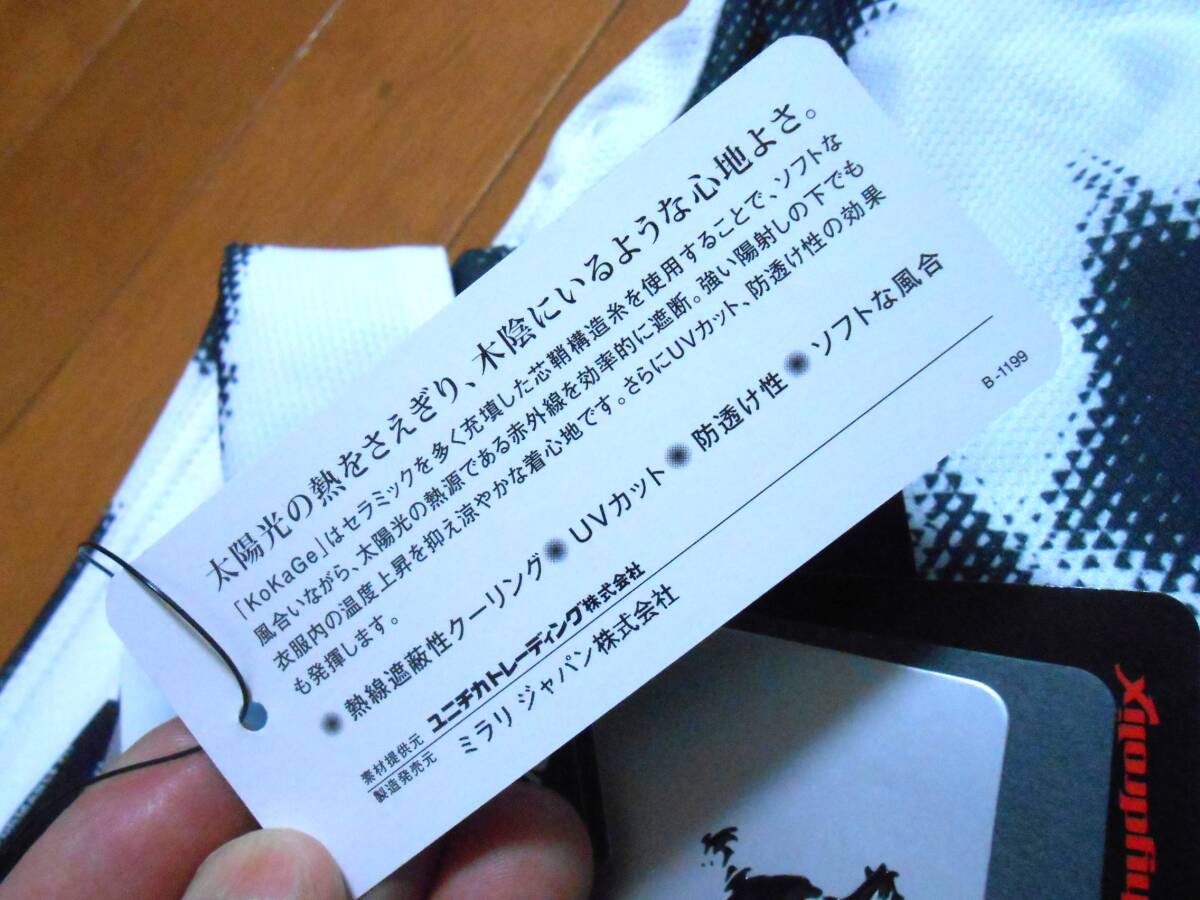 太陽光の熱をさえぎり、木陰にいるような心地よさ。
「KoKaGe」はセラミックを多く充填した芯鞘構造糸を使用することで、ソフトな
風合いながら、太陽光の熱源である赤外線を効率的に遮断。強い陽射しの下でも
衣服内の温度上昇を抑え涼やかな着心地です。さらにUVカット、防透け性の効果
も発揮します。
●熱線遮蔽性クーリング●UVカット●防透け性●ソフトな風合
素材提供元 ユニチカトレーディング株式会社
製造発売元 ミラリ ジャパン株式会社
B-1199